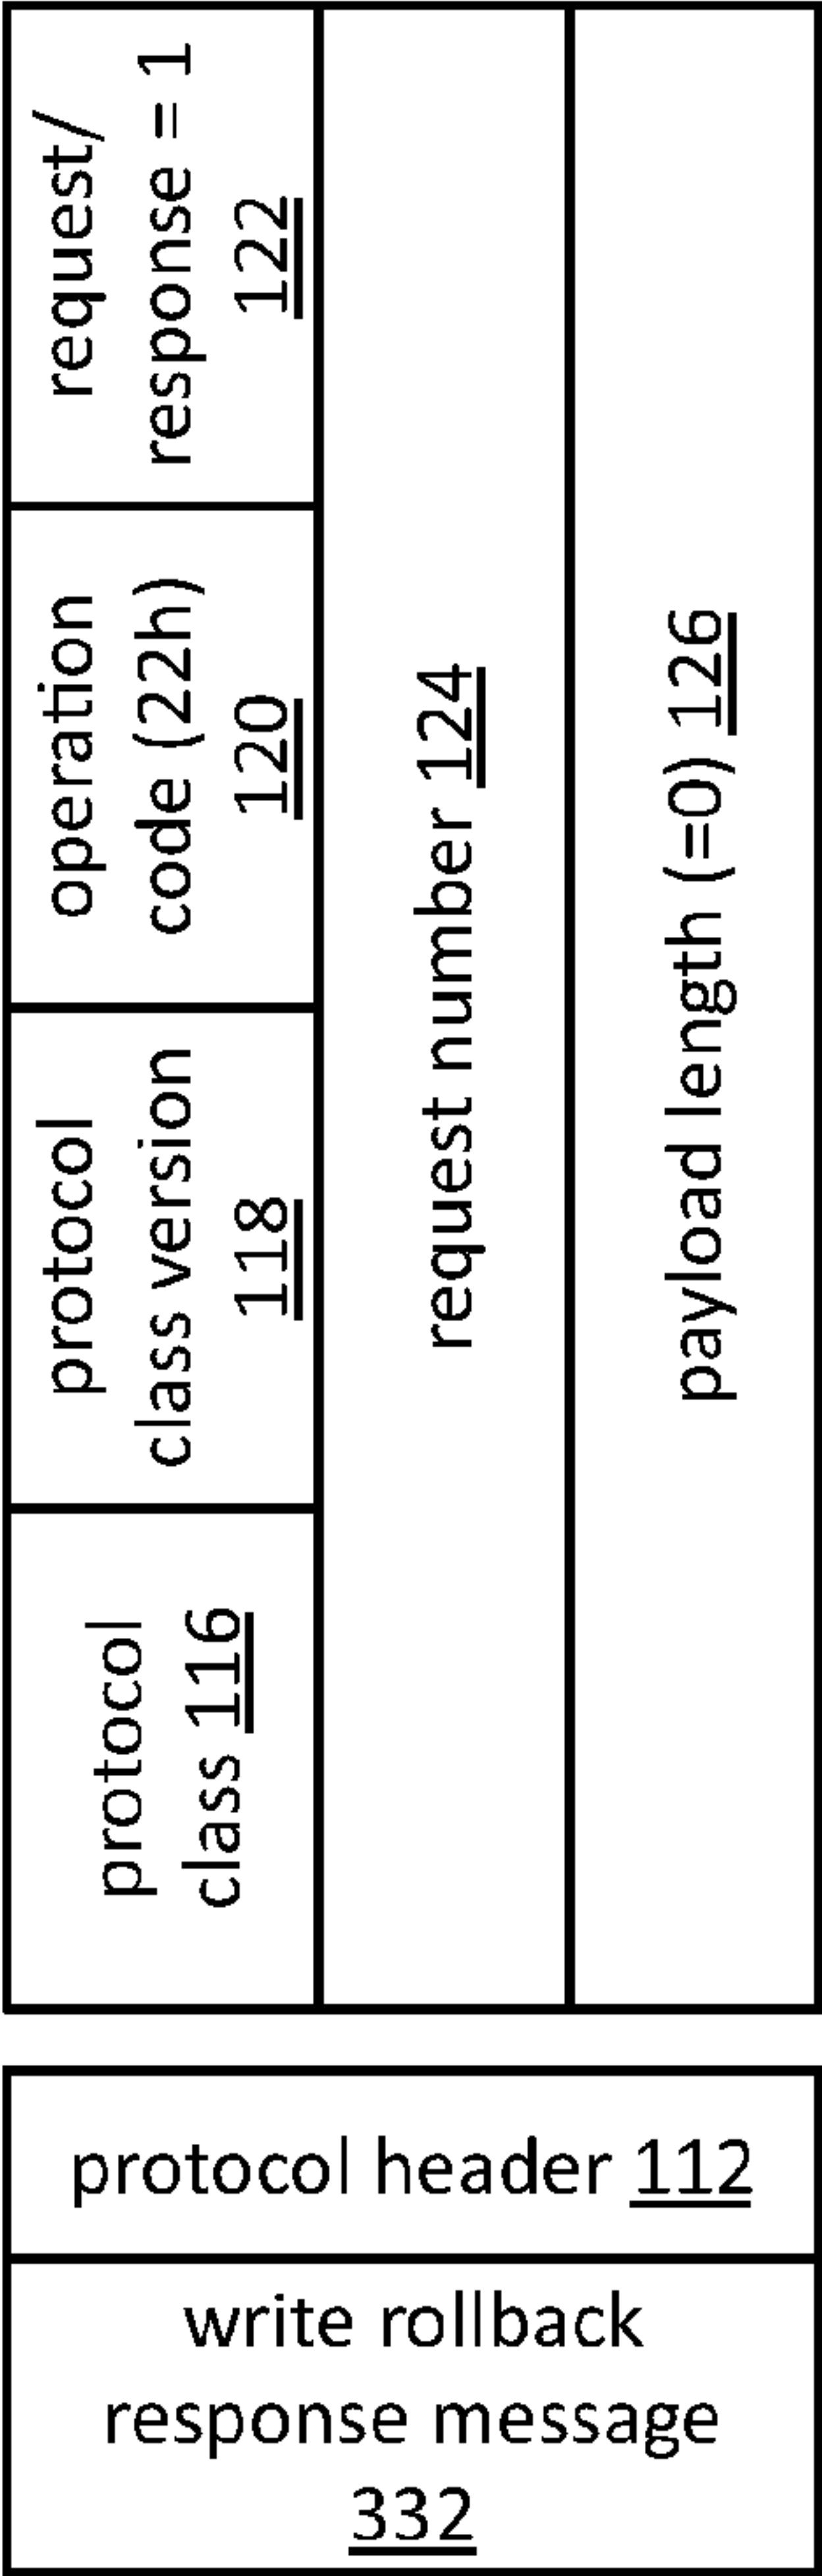 protocol
class 116
protocol
class version
118
operation
code (22h)
120
request/
response = 1
122
request number 124
payload length (=0) 126
protocol header 112
write rollback
response message
332